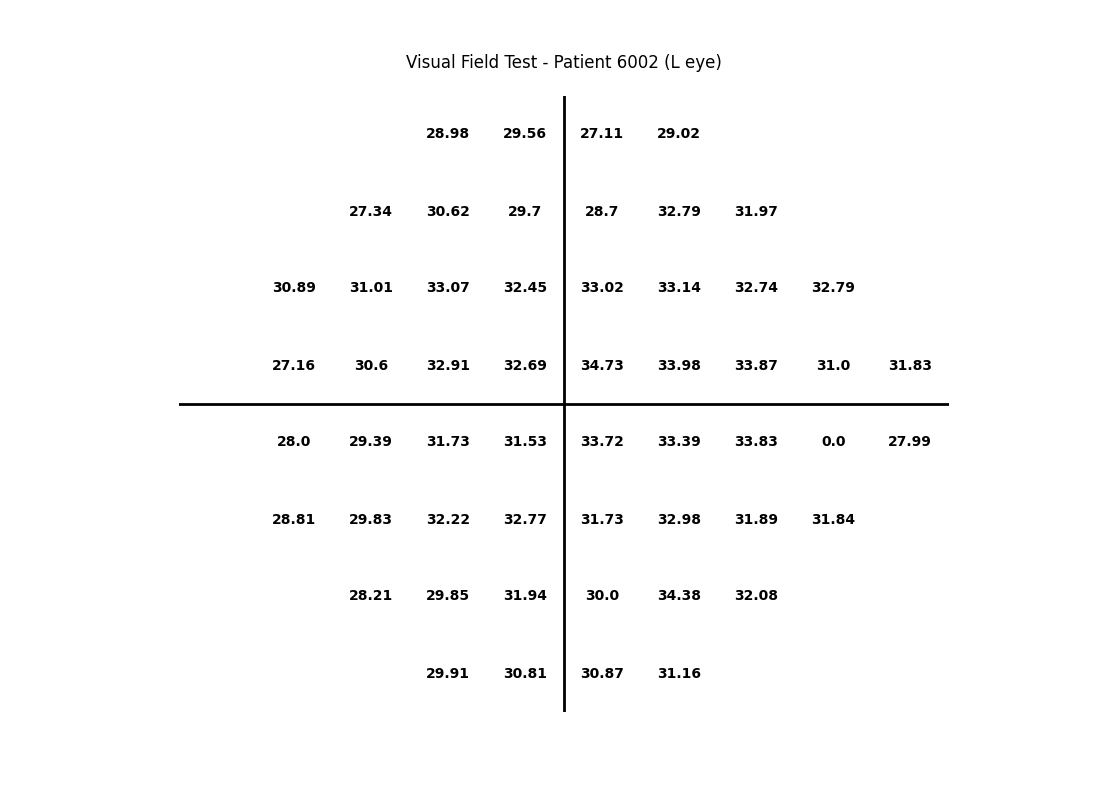 Visual Field Test - Patient 6002 (L eye)
28.98 29.56 27.11 29.02
27.34 30.62 29.7 28.7 32.79 31.97
30.89 31.01 33.07 32.45 33.02 33.14 32.74 32.79
27.16 30.6 32.91 32.69 34.73 33.98 33.87 31.0 31.83
28.0 29.39 31.73 31.53 33.72 33.39 33.83 0.0 27.99
28.81 29.83 32.22 32.77 31.73 32.98 31.89 31.84
28.21 29.85 31.94 30.0 34.38 32.08
29.91 30.81 30.87 31.16